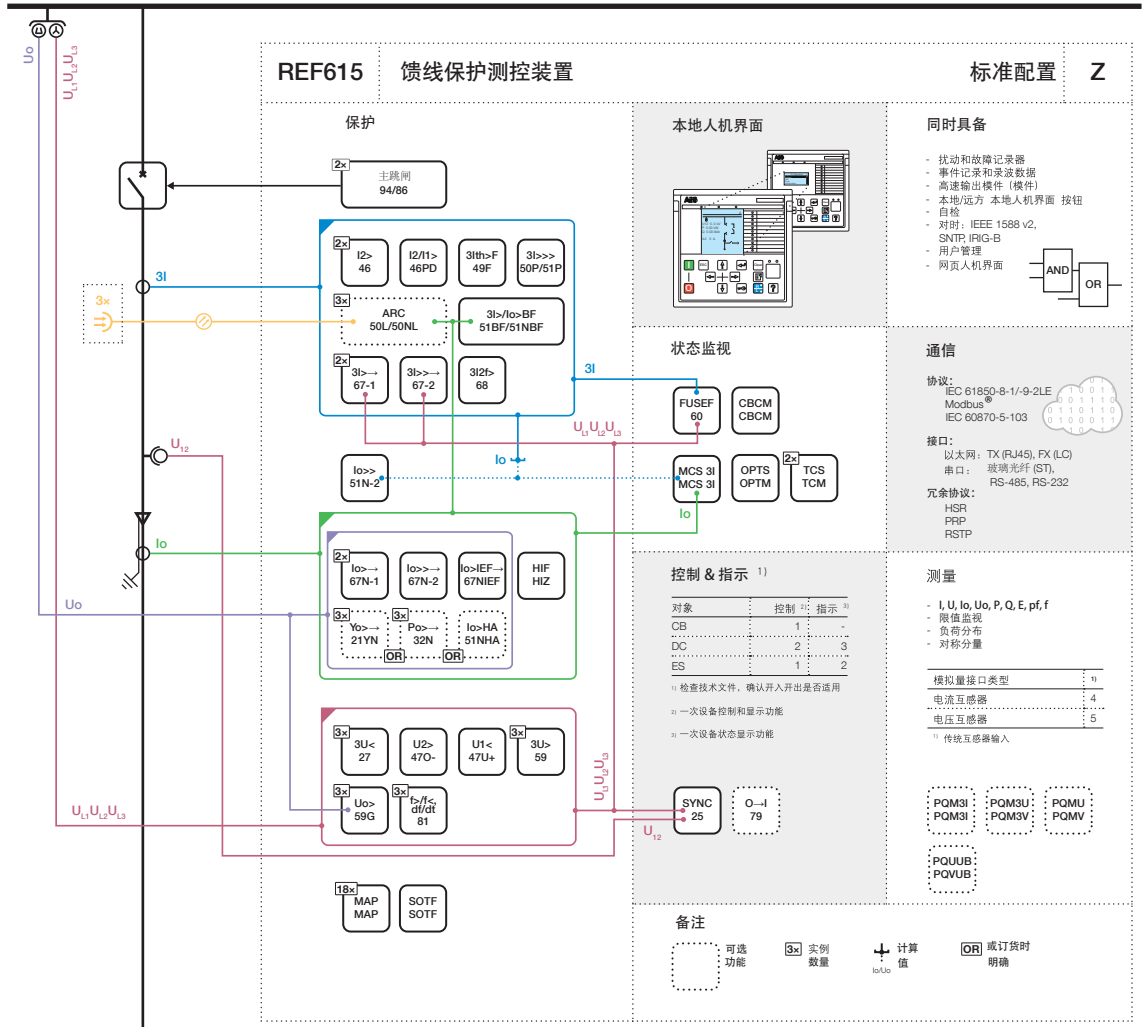 Uo
UL1UL2UL3
REF615 馈线保护测控装置 标准配置 Z
保护
2×
主跳闸
94/86
3I
2×
I2>
46
I2/I1>
46PD
3Ith>F
49F
3I>>>
50P/51P
3×
3×
ARC
50L/50NL
3I>/Io>BF
51BF/51NBF
2×
3I>→
67-1
3I>>→
67-2
3I2f>
68
3I
UL1UL2UL3
U12
Io
Io>>
51N-2
Io
2×
Io>→
67N-1
Io>>→
67N-2
Io>IEF→
67NIEF
HIF
HIZ
Uo
3×
Yo>→
21YN
OR
3×
Po>→
32N
OR
Io>HA
51NHA
Io
3×
3U<
27
U2>
47O-
U1<
47U+
3×
3U>
59
3×
Uo>
59G
3×
f>/f<,
df/dt
81
UL1UL2UL3
UL1UL2UL3
U12
18×
MAP
MAP
SOTF
SOTF
本地人机界面
状态监视
FUSEF
60
CBCM
CBCM
MCS 3I
MCS 3I
OPTS
OPTM
2×
TCS
TCM
控制 & 指示 1)
对象 控制 2) 指示 3)
CB 1 -
DC 2 3
ES 1 2
1) 检查技术文件，确认开入开出是否适用
2) 一次设备控制和显示功能
3) 一次设备状态显示功能
SYNC
25
O→I
79
同时具备
- 扰动和故障记录器
- 事件记录和录波数据
- 高速输出模件 (模件)
- 本地/远方 本地人机界面 按钮
- 自检
- 对时：IEEE 1588 v2,
SNTP, IRIG-B
- 用户管理
- 网页人机界面
AND
OR
通信
协议：
IEC 61850-8-1/-9-2LE
Modbus®
IEC 60870-5-103
接口：
以太网：TX (RJ45), FX (LC)
串口： 玻璃光纤 (ST),
RS-485, RS-232
冗余协议：
HSR
PRP
RSTP
测量
- I, U, Io, Uo, P, Q, E, pf, f
- 限值监视
- 负荷分布
- 对称分量
模拟量接口类型 1)
电流互感器 4
电压互感器 5
1) 传统互感器输入
PQM3I
PQM3I
PQM3U
PQM3V
PQMU
PQMV
PQUUB
PQVUB
备注
可选
功能
3× 实例
数量
Io/Uo
计算
值
OR 或订货时
明确